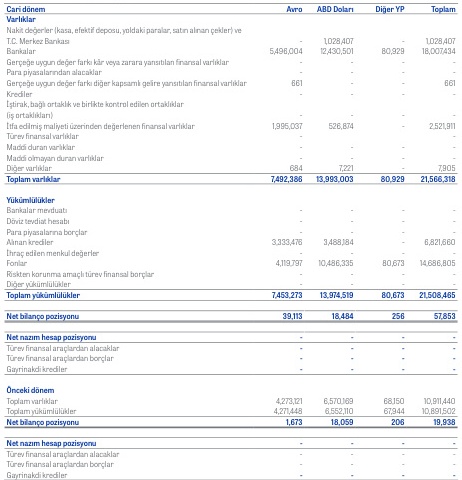 Cari dönem Avro ABD Doları Diğer YP Toplam
Varlıklar
Nakit değerler (kasa, efektif deposu, yoldaki paralar, satın alınan çekler) ve
T.C. Merkez Bankası - 1,028,407 - 1,028,407
Bankalar 5,496,004 12,430,501 80,929 18,007,434
Gerçeğe uygun değer farkı kâr veya zarara yansıtılan finansal varlıklar - - - -
Para piyasalarından alacaklar - - - -
Gerçeğe uygun değer farkı diğer kapsamlı gelire yansıtılan finansal varlıklar 661 - - 661
Krediler - - - -
İştirak, bağlı ortaklık ve birlikte kontrol edilen ortaklıklar
(iş ortaklıkları) - - - -
İtfa edilmiş maliyeti üzerinden değerlenen finansal varlıklar 1,995,037 526,874 - 2,521,911
Türev finansal varlıklar - - -
Maddi duran varlıklar - - - -
Maddi olmayan duran varlıklar - - - -
Diğer varlıklar 684 7,221 - 7,905
Toplam varlıklar 7,492,386 13,993,003 80,929 21,566,318
Yükümlülükler
Bankalar mevduatı - - - -
Döviz tevdiat hesabı - - - -
Para piyasalarına borçlar - - - -
Alınan krediler 3,333,476 3,488,184 - 6,821,660
İhraç edilen menkul değerler - - - -
Fonlar 4,119,797 10,486,335 80,673 14,686,805
Riskten korunma amaçlı türev finansal borçlar - - - -
Diğer yükümlülükler - - - -
Toplam yükümlülükler 7,453,273 13,974,519 80,673 21,508,465
Net bilanço pozisyonu 39,113 18,484 256 57,853
Net nazım hesap pozisyonu - - - -
Türev finansal araçlardan alacaklar - - - -
Türev finansal araçlardan borçlar - - - -
Gayrinakdi krediler - - - -
Önceki dönem
Toplam varlıklar 4,273,121 6,570,169 68,150 10,911,440
Toplam yükümlülükler 4,271,448 6,552,110 67,944 10,891,502
Net bilanço pozisyonu 1,673 18,059 206 19,938
Net nazım hesap pozisyonu - - - -
Türev finansal araçlardan alacaklar - - - -
Türev finansal araçlardan borçlar - - - -
Gayrinakdi krediler - - - -